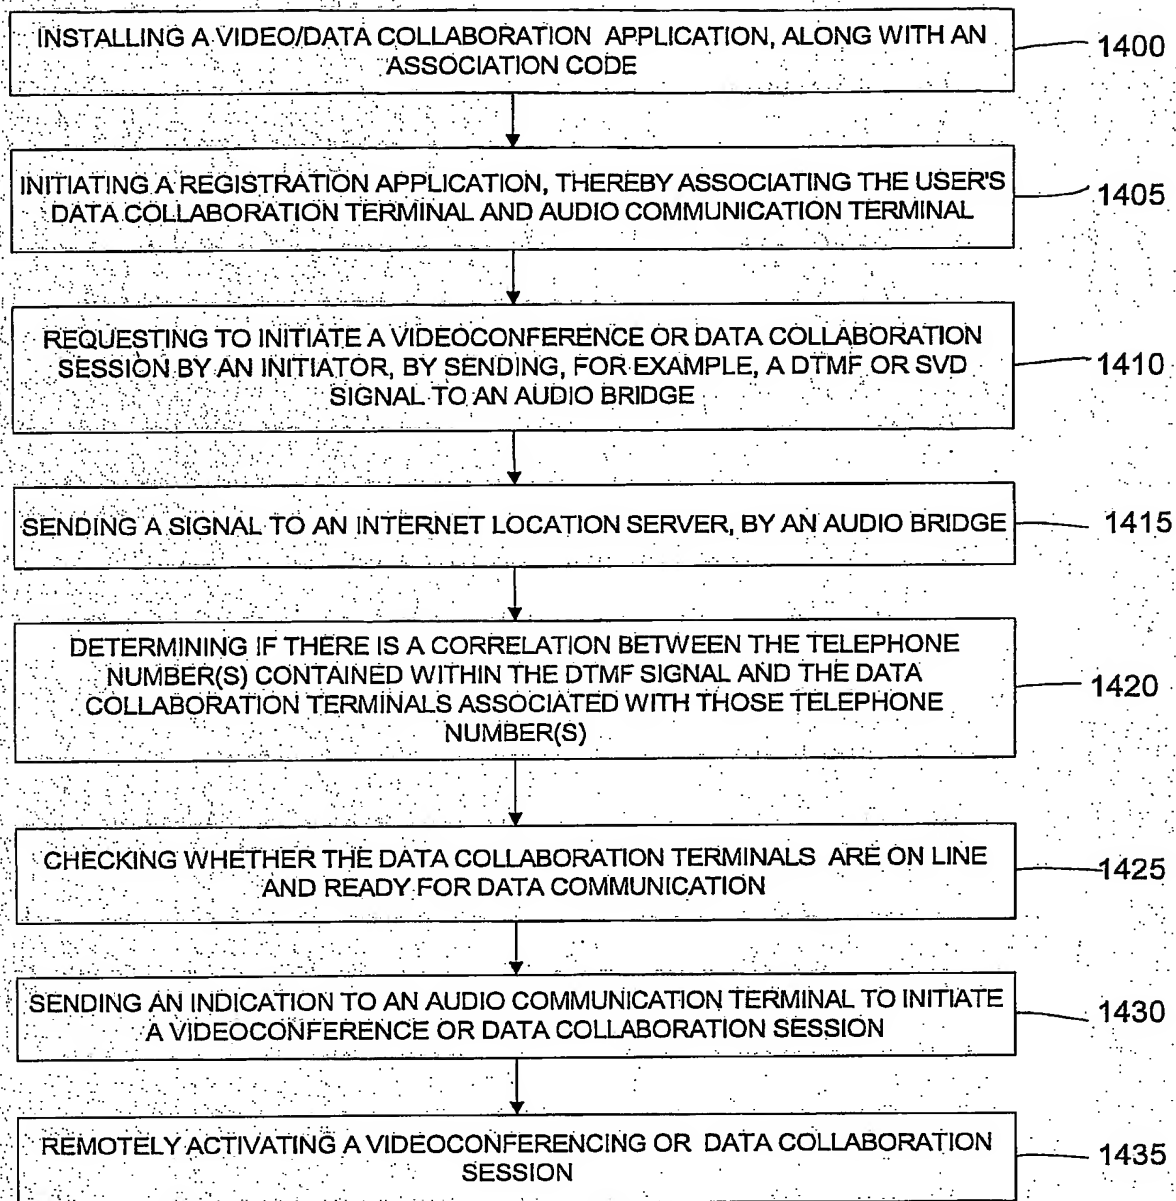 INSTALLING A VIDEO/DATA COLLABORATION APPLICATION, ALONG WITH AN
ASSOCIATION CODE
1400
INITIATING A REGISTRATION APPLICATION, THEREBY ASSOCIATING THE USER'S
DATA COLLABORATION TERMINAL AND AUDIO COMMUNICATION TERMINAL
1405
REQUESTING TO INITIATE A VIDEOCONFERENCE OR DATA COLLABORATION
SESSION BY AN INITIATOR, BY SENDING, FOR EXAMPLE, A DTMF OR SVD
SIGNAL TO AN AUDIO BRIDGE
1410
SENDING A SIGNAL TO AN INTERNET LOCATION SERVER, BY AN AUDIO BRIDGE
1415
DETERMINING IF THERE IS A CORRELATION BETWEEN THE TELEPHONE
NUMBER(S) CONTAINED WITHIN THE DTMF SIGNAL AND THE DATA
COLLABORATION TERMINALS ASSOCIATED WITH THOSE TELEPHONE
NUMBER(S)
1420
CHECKING WHETHER THE DATA COLLABORATION TERMINALS ARE ON LINE
AND READY FOR DATA COMMUNICATION
1425
SENDING AN INDICATION TO AN AUDIO COMMUNICATION TERMINAL TO INITIATE
A VIDEOCONFERENCE OR DATA COLLABORATION SESSION
1430
REMOTELY ACTIVATING A VIDEOCONFERENCING OR DATA COLLABORATION
SESSION
1435